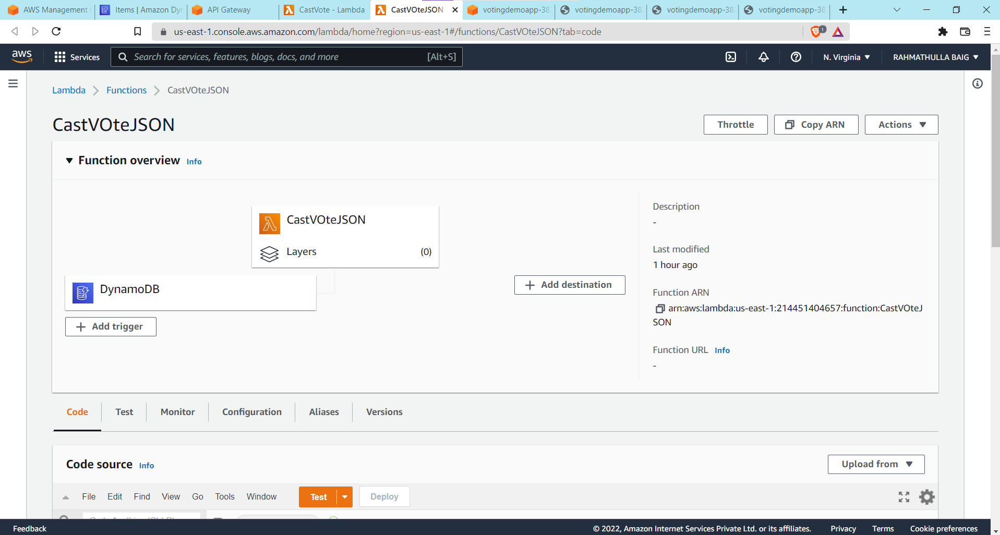 AWS Management
Items | Amazon Dyn
API Gateway
CastVote - Lambda
CastVOteJSON
votingdemoapp-382
votingdemoapp-382
votingdemoapp-382
votingdemoapp-382
us-east-1.console.aws.amazon.com/lambda/home?region=us-east-1#/functions/CastVOteJSON?tab=code
1
aws
Services
Search for services, features, blogs, docs, and more
[Alt+S]
N. Virginia
RAHMATHULLA BAIG
Lambda
Functions
CastVOteJSON
CastVOteJSON
Throttle
Copy ARN
Actions
Function overview
Info
CastVOteJSON
Layers
(0)
DynamoDB
Add trigger
Add destination
Description
-
Last modified
1 hour ago
Function ARN
arn:aws:lambda:us-east-1:214451404657:function:CastVOteJ
SON
Function URL
Info
-
Code
Test
Monitor
Configuration
Aliases
Versions
Code source
Info
Upload from
File
Edit
Find
View
Go
Tools
Window
Test
Deploy
Feedback
© 2022, Amazon Internet Services Private Ltd. or its affiliates.
Privacy
Terms
Cookie preferences